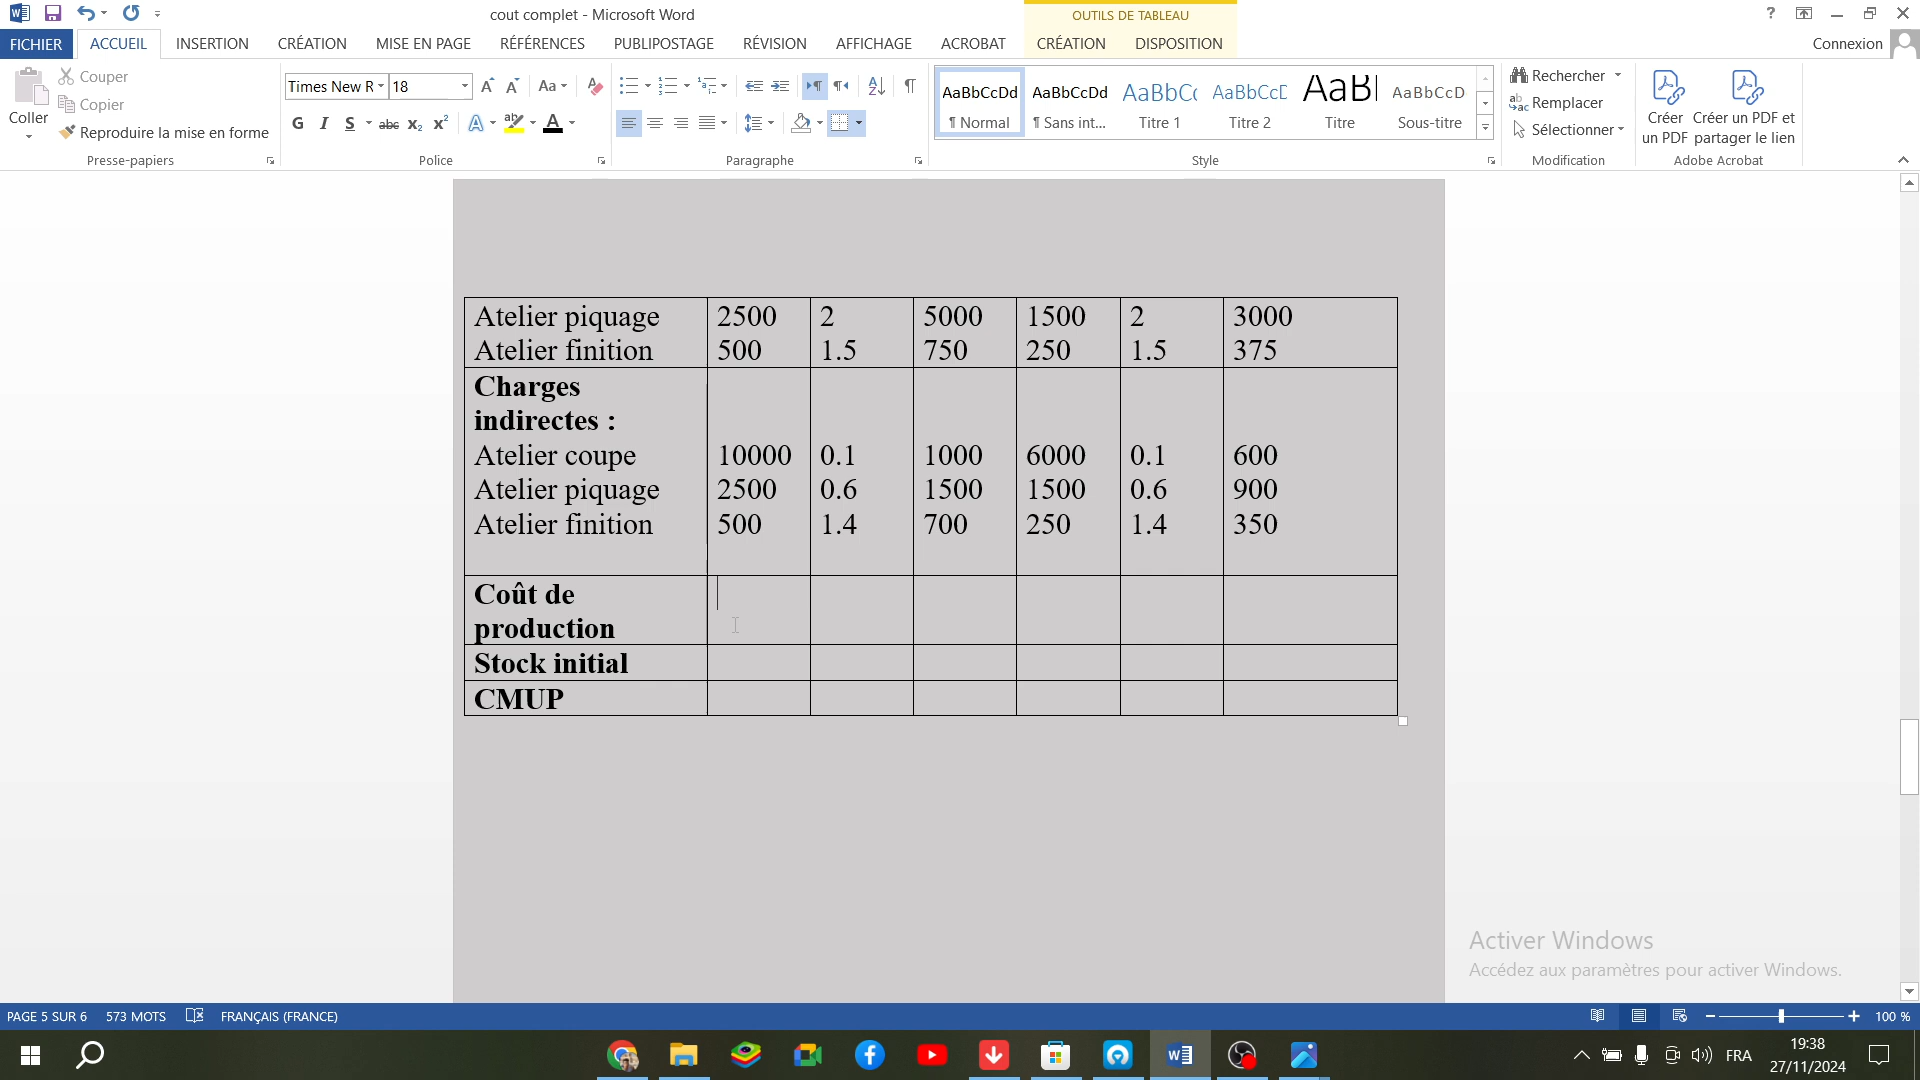 cout complet - Microsoft Word
OUTILS DE TABLEAU
?
FICHIER ACCUEIL INSERTION CRÉATION MISE EN PAGE RÉFÉRENCES PUBLIPOSTAGE RÉVISION AFFICHAGE ACROBAT CRÉATION DISPOSITION Connexion
Coller
Couper
Copier
Reproduire la mise en forme
Presse-papiers
Times New R 18
Police
Paragraphe
AaBbCcDd AaBbCcDd AaBbCc AaBbCcE AaBl AaBbCcD
¶ Normal ¶ Sans int... Titre 1 Titre 2 Titre Sous-titre
Style
Rechercher
Remplacer
Sélectionner
Modification
Créer un PDF
Créer un PDF et partager le lien
Adobe Acrobat
Atelier piquage 2500 2 5000 1500 2 3000
Atelier finition 500 1.5 750 250 1.5 375
Charges
indirectes :
Atelier coupe 10000 0.1 1000 6000 0.1 600
Atelier piquage 2500 0.6 1500 1500 0.6 900
Atelier finition 500 1.4 700 250 1.4 350
Coût de
production
Stock initial
CMUP
Activer Windows
Accédez aux paramètres pour activer Windows.
PAGE 5 SUR 6 573 MOTS FRANÇAIS (FRANCE) 100 %
FRA
19:38
27/11/2024